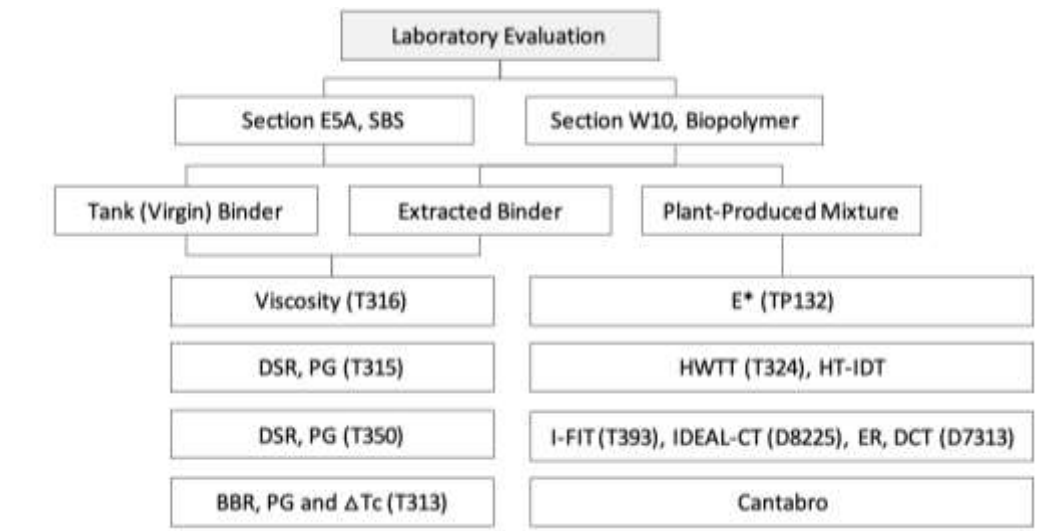 Laboratory Evaluation
Section E5A, SBS
Section W10, Biopolymer
Tank (Virgin) Binder
Extracted Binder
Plant-Produced Mixture
Viscosity (T316)
E* (TP132)
DSR, PG (T315)
HWTT (T324), HT-IDT
DSR, PG (T350)
I-FIT (T393), IDEAL-CT (D8225), ER, DCT (D7313)
BBR, PG and ΔTc (T313)
Cantabro